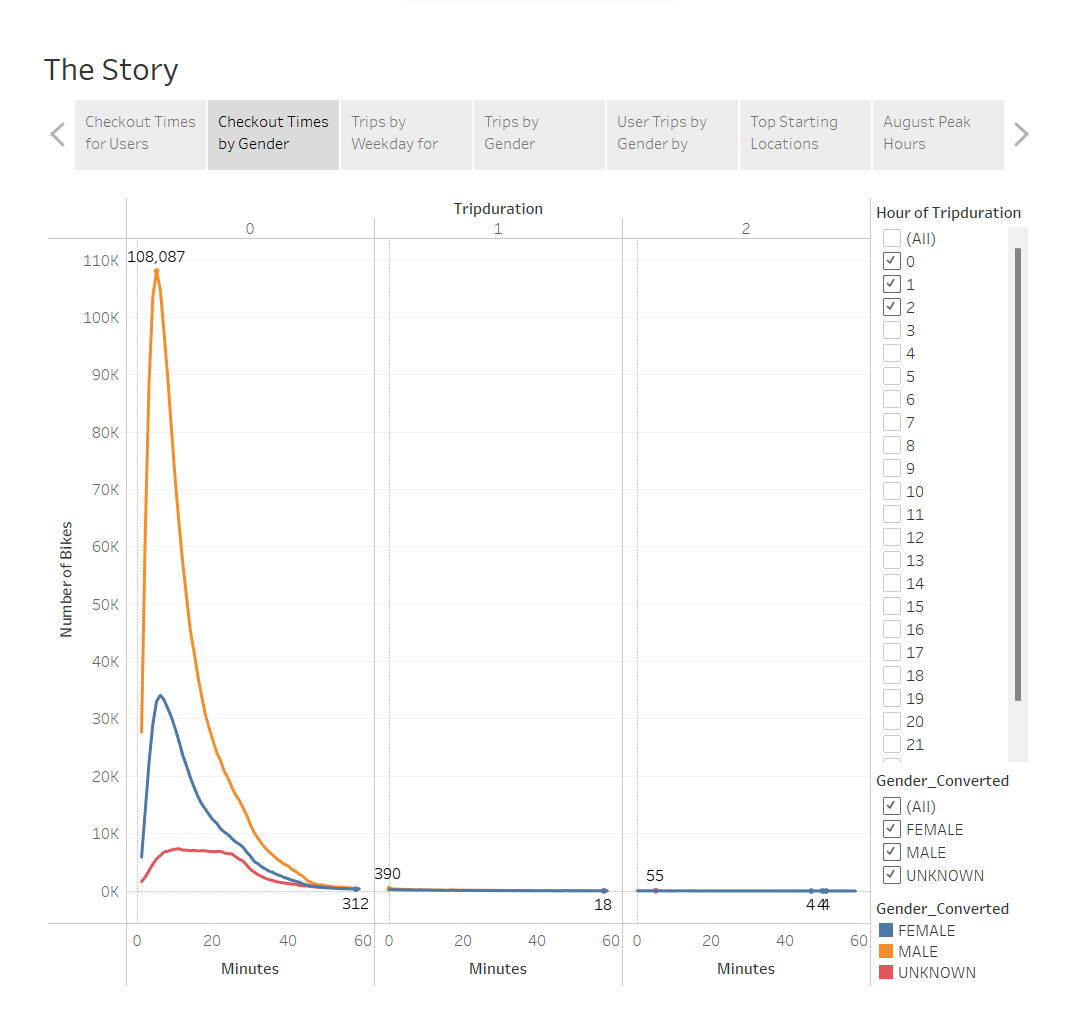 The Story
Checkout Times
for Users
Checkout Times
by Gender
Trips by
Weekday for
Trips by
Gender
User Trips by
Gender by
Top Starting
Locations
August Peak
Hours
Tripduration
0 1 2
Number of Bikes
110K
100K
90K
80K
70K
60K
50K
40K
30K
20K
10K
0K
108,087
312
390
18
55
4 4 4
0 20 40 60 0 20 40 60 0 20 40 60
Minutes Minutes Minutes
Hour of Tripduration
(All)
0
1
2
3
4
5
6
7
8
9
10
11
12
13
14
15
16
17
18
19
20
21
Gender_Converted
(All)
FEMALE
MALE
UNKNOWN
Gender_Converted
FEMALE
MALE
UNKNOWN